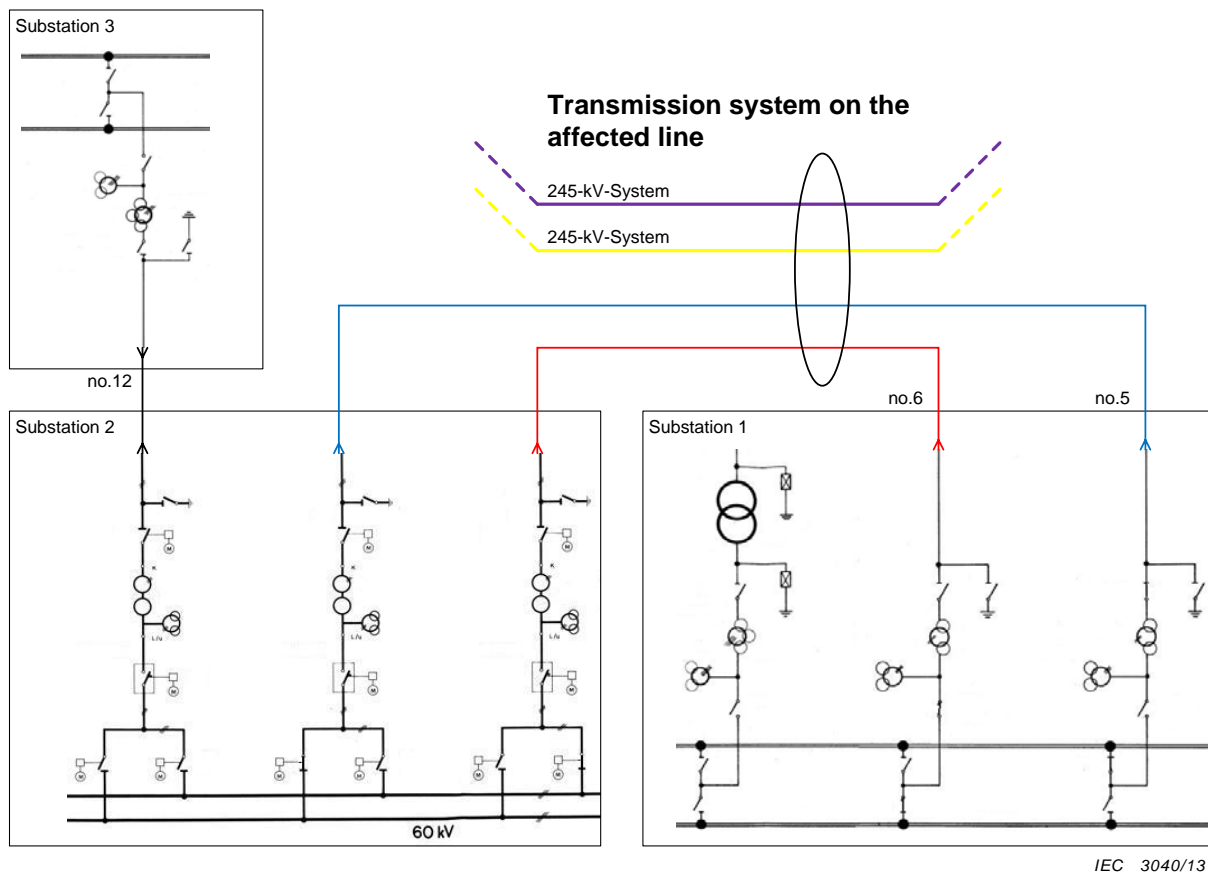 Substation 3
Transmission system on the
affected line
245-kV-System
245-kV-System
no.12
no.6
no.5
Substation 2
Substation 1
K
K
K
L/u
L/u
L/u
M
M
M
M
M
M
M
M
M
M
M
M
60 kV
IEC 3040/13